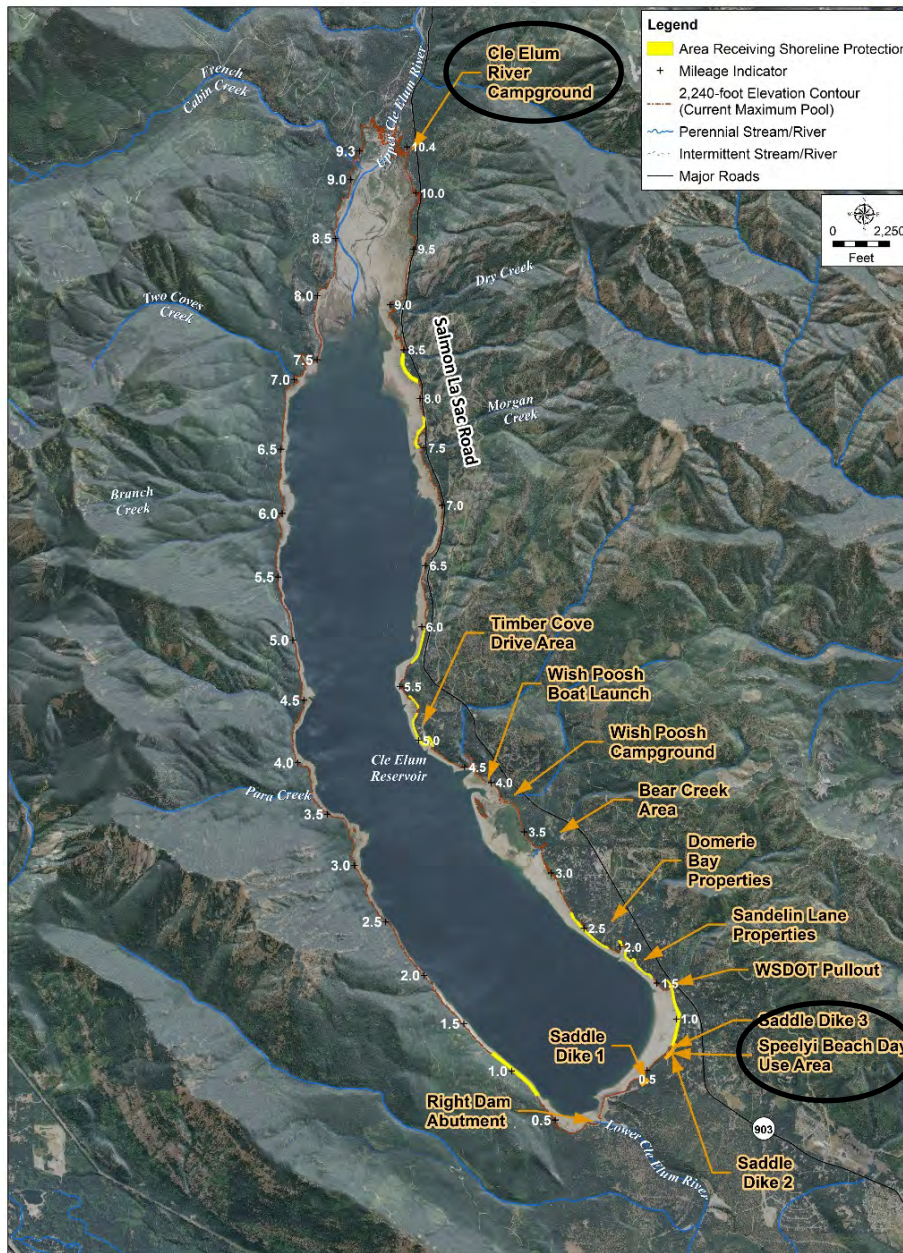 Legend
Area Receiving Shoreline Protection
Mileage Indicator
2,240-foot Elevation Contour
(Current Maximum Pool)
Perennial Stream/River
Intermittent Stream/River
Major Roads
0 2,250
Feet
Cle Elum
River
Campground
French
Cabin Creek
Upper Cle Elum River
9.3
10.4
9.0
10.0
8.5
9.5
Dry Creek
8.0
9.0
Two Coves
Creek
Salmon La Sac Road
7.5
8.5
7.0
8.0
Morgan
Creek
6.5
7.5
Branch
Creek
6.0
7.0
5.5
6.5
5.0
6.0
Timber Cove
Drive Area
4.5
5.5
Wish Poosh
Boat Launch
5.0
Wish Poosh
Campground
Cle Elum
Reservoir
4.0
4.5
4.0
Para Creek
Bear Creek
Area
3.5
3.5
3.0
3.0
Domerie
Bay
Properties
2.5
2.5
2.0
Sandelin Lane
Properties
2.0
1.5
WSDOT Pullout
1.5
1.0
Saddle Dike 3
Saddle
Dike 1
Speelyi Beach Day
Use Area
1.0
0.5
Right Dam
Abutment
0.5
Lower Cle Elum River
903
Saddle
Dike 2